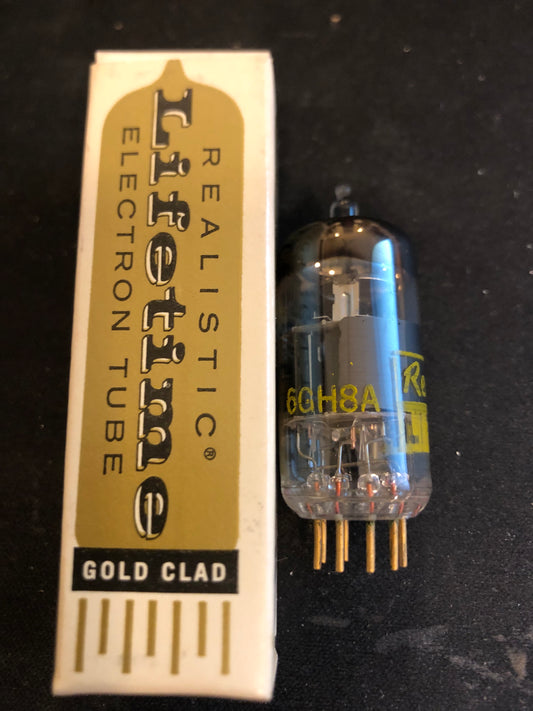 REALISTIC®
Lifetime
ELECTRON TUBE
GOLD CLAD
6GH8A